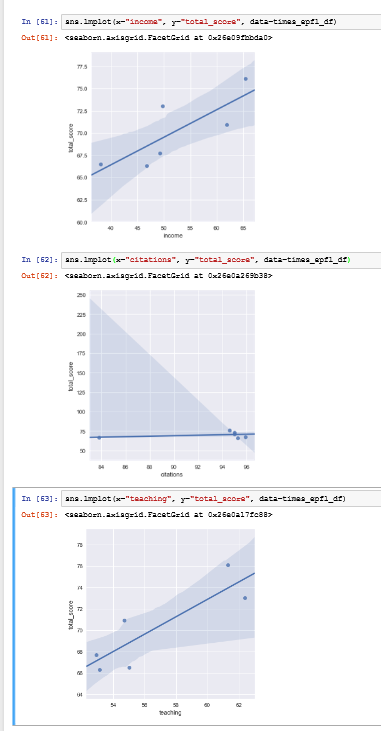 In [61]: sns.lmplot(x="income", y="total_score", data=times_epfl_df)
Out[61]: <seaborn.axisgrid.FacetGrid at 0x26e09fbbda0>
77.5
75.0
72.5
70.0
67.5
65.0
62.5
60.0
total_score
40 45 50 55 60 65
income
In [62]: sns.lmplot(x="citations", y="total_score", data=times_epfl_df)
Out[62]: <seaborn.axisgrid.FacetGrid at 0x26e0a269b38>
250
225
200
175
150
125
100
75
50
total_score
84 86 88 90 92 94 96
citations
In [63]: sns.lmplot(x="teaching", y="total_score", data=times_epfl_df)
Out[63]: <seaborn.axisgrid.FacetGrid at 0x26e0a17fc88>
78
76
74
72
70
68
66
64
total_score
54 56 58 60 62
teaching